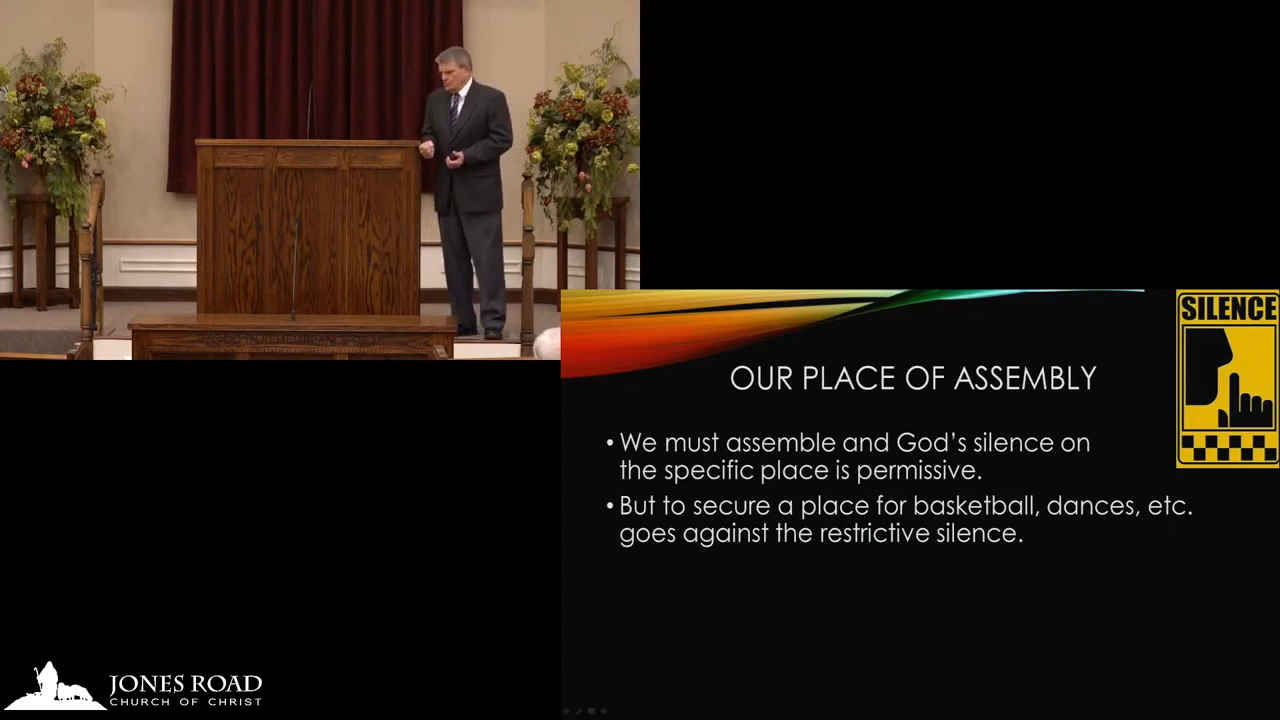 SILENCE
OUR PLACE OF ASSEMBLY
• We must assemble and God's silence on
the specific place is permissive.
• But to secure a place for basketball, dances, etc.
goes against the restrictive silence.
JONES ROAD
CHURCH OF CHRIST